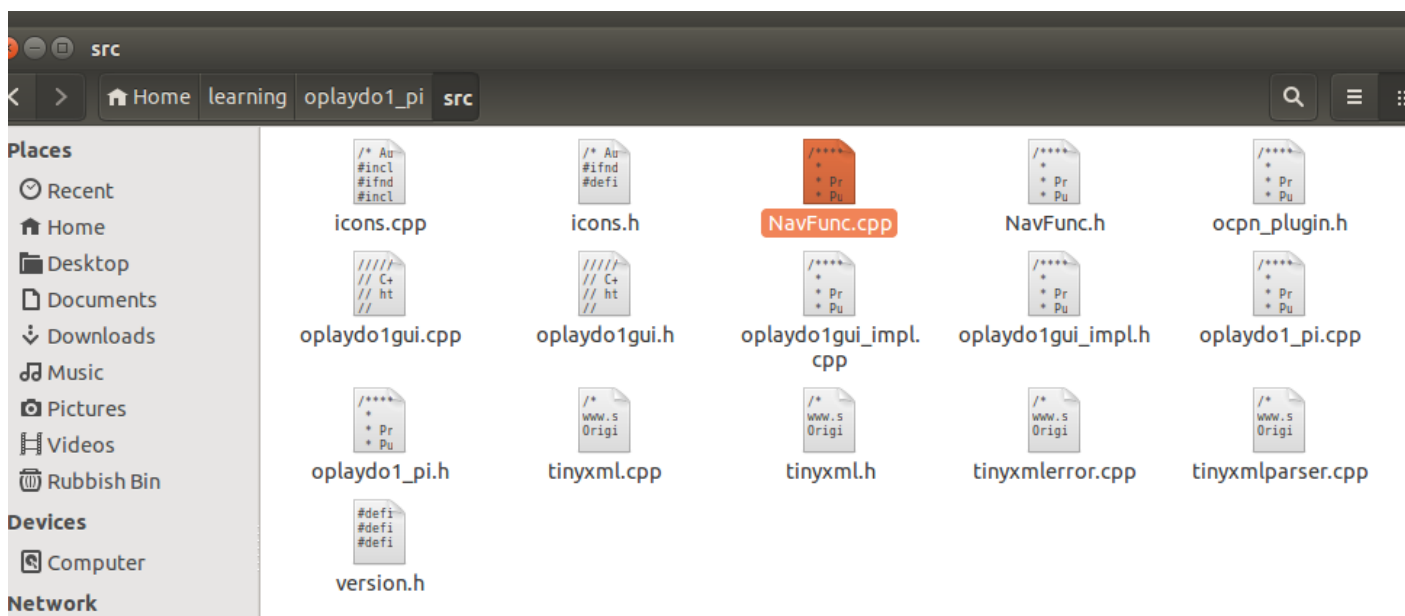 src
Home learning oplaydo1_pi src
Places
Recent
Home
Desktop
Documents
Downloads
Music
Pictures
Videos
Rubbish Bin
Devices
Computer
Network
/* Au
#incl
#ifnd
#incl
icons.cpp
/* Au
#ifnd
#defi
icons.h
/****
*
* Pr
* Pu
NavFunc.cpp
/****
*
* Pr
* Pu
NavFunc.h
/****
*
* Pr
* Pu
ocpn_plugin.h
/////
// C+
// ht
//
oplaydo1gui.cpp
/////
// C+
// ht
//
oplaydo1gui.h
/****
*
* Pr
* Pu
oplaydo1gui_impl.
cpp
/****
*
* Pr
* Pu
oplaydo1gui_impl.h
/****
*
* Pr
* Pu
oplaydo1_pi.cpp
/****
*
* Pr
* Pu
oplaydo1_pi.h
/*
www.s
Origi
tinyxml.cpp
/*
www.s
Origi
tinyxml.h
/*
www.s
Origi
tinyxmlerror.cpp
/*
www.s
Origi
tinyxmlparser.cpp
#defi
#defi
#defi
version.h